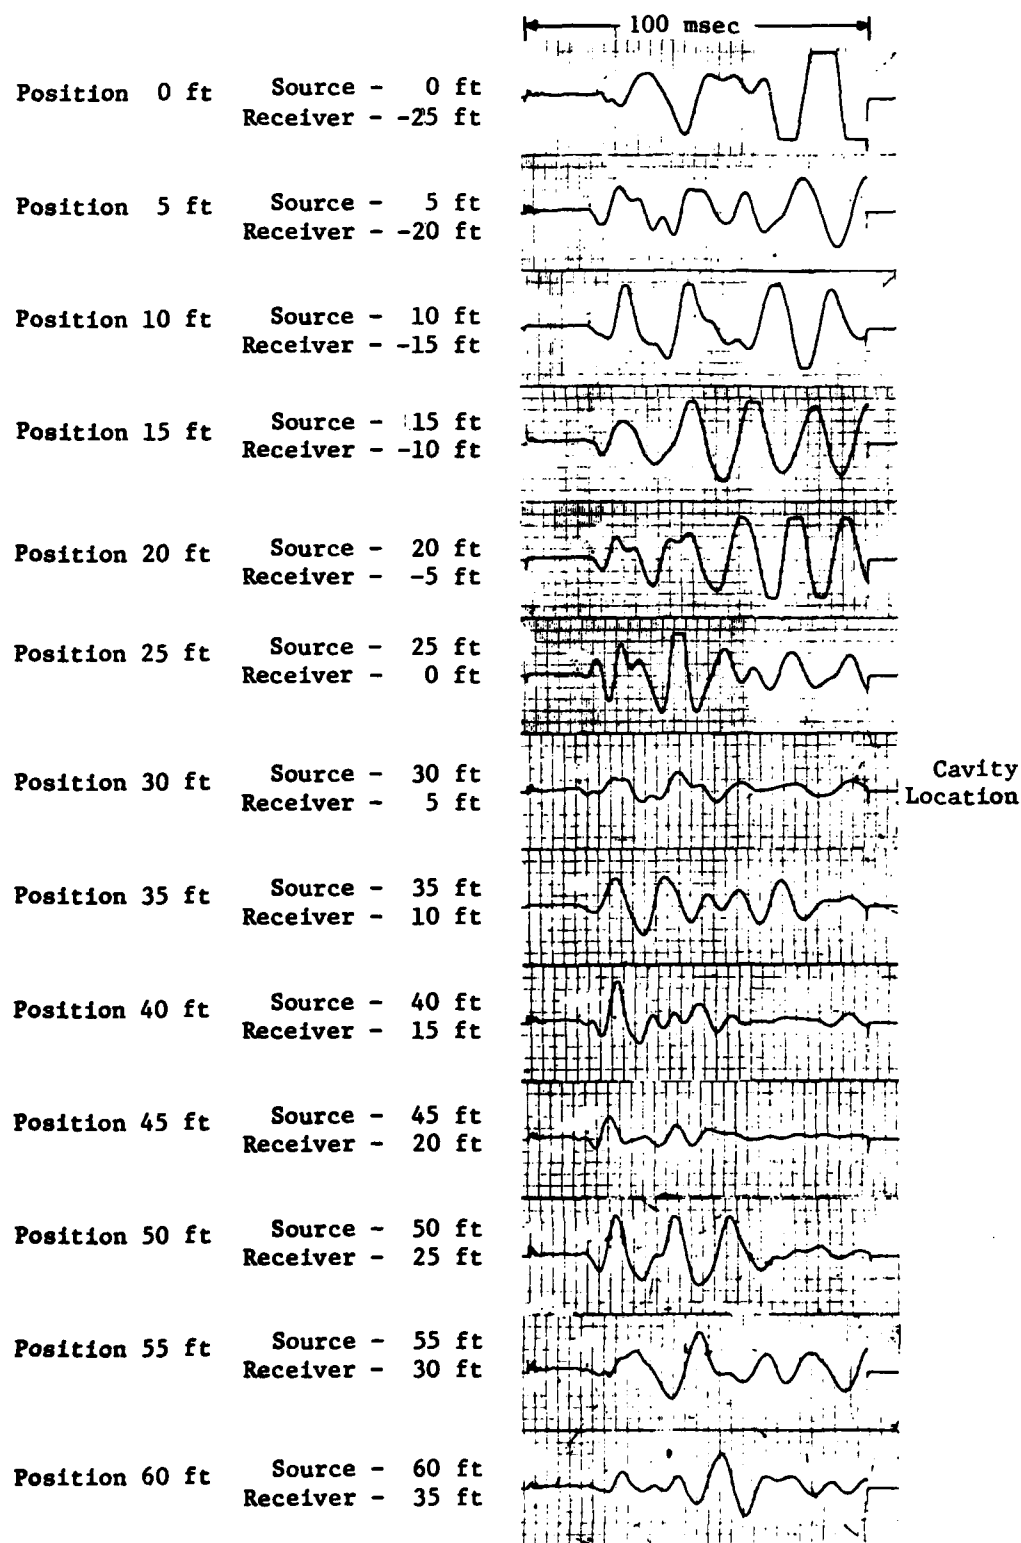 100 msec
Position 0 ft Source - 0 ft
Receiver - -25 ft
Position 5 ft Source - 5 ft
Receiver - -20 ft
Position 10 ft Source - 10 ft
Receiver - -15 ft
Position 15 ft Source - 15 ft
Receiver - -10 ft
Position 20 ft Source - 20 ft
Receiver - -5 ft
Position 25 ft Source - 25 ft
Receiver - 0 ft
Position 30 ft Source - 30 ft
Receiver - 5 ft
Cavity
Location
Position 35 ft Source - 35 ft
Receiver - 10 ft
Position 40 ft Source - 40 ft
Receiver - 15 ft
Position 45 ft Source - 45 ft
Receiver - 20 ft
Position 50 ft Source - 50 ft
Receiver - 25 ft
Position 55 ft Source - 55 ft
Receiver - 30 ft
Position 60 ft Source - 60 ft
Receiver - 35 ft